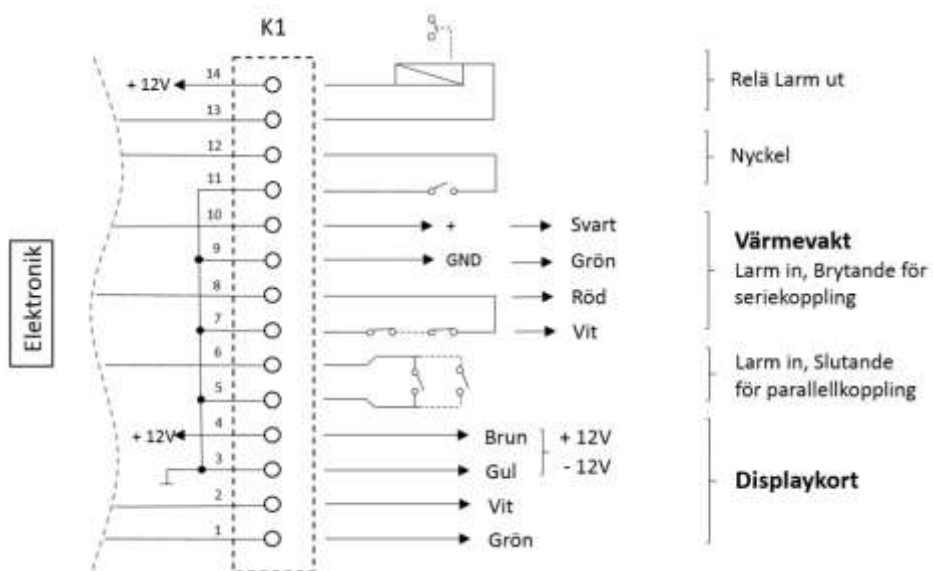 K1
+ 12V
14
Relä Larm ut
13
12
Nyckel
11
10
+
Svart
Värmevakt
9
GND
Grön
Larm in, Brytande för
seriekoppling
8
Röd
7
Vit
Elektronik
6
Larm in, Slutande
för parallellkoppling
5
+ 12V
4
Brun
+ 12V
3
Gul
- 12V
Displaykort
2
Vit
1
Grön